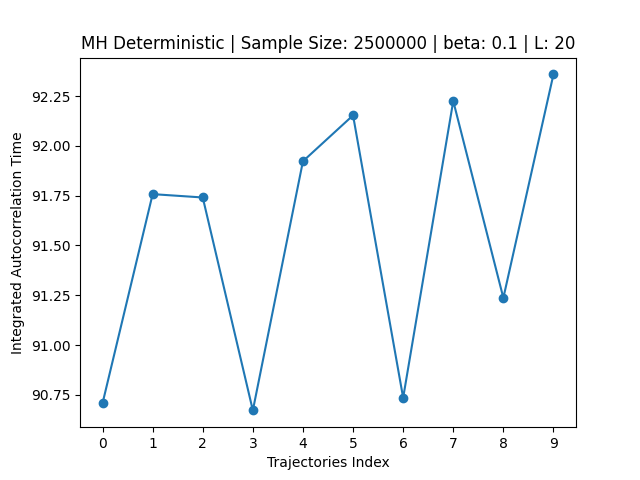 MH Deterministic | Sample Size: 2500000 | beta: 0.1 | L: 20
Integrated Autocorrelation Time
92.25
92.00
91.75
91.50
91.25
91.00
90.75
0 1 2 3 4 5 6 7 8 9
Trajectories Index